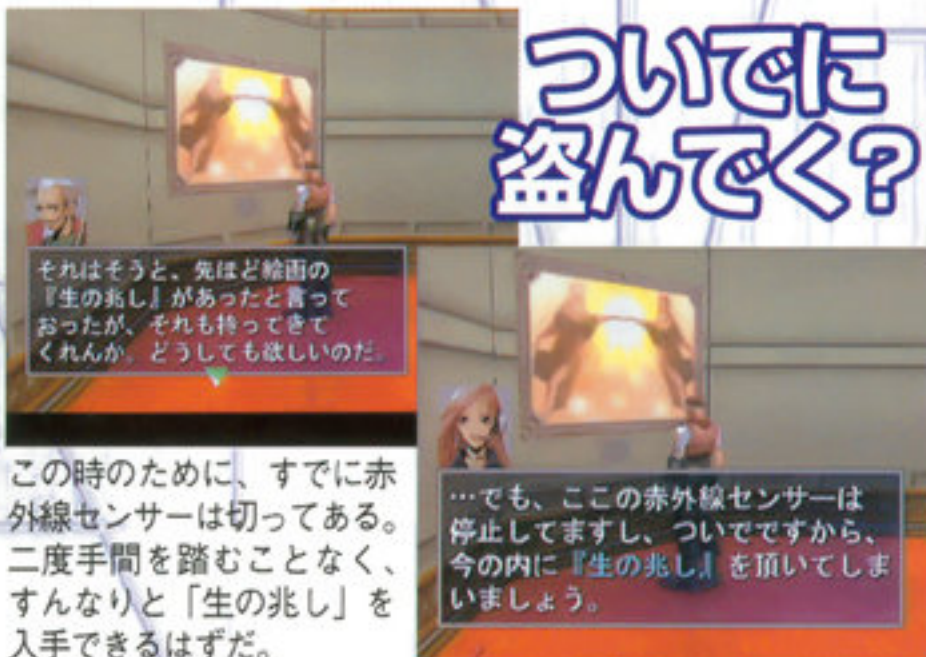 ついでに
盗んでく?
それはそうと、先ほど絵画の
『生の兆し』があったと言って
おったが、それも持ってきて
くれんか。どうしても欲しいのだ。
この時のために、すでに赤
外線センサーは切ってある。
二度手間を踏むことなく、
すんなりと「生の兆し」を
入手できるはずだ。
…でも、ここの赤外線センサーは
停止してますし、ついでですから、
今の内に『生の兆し』を頂いてしま
いましょう。